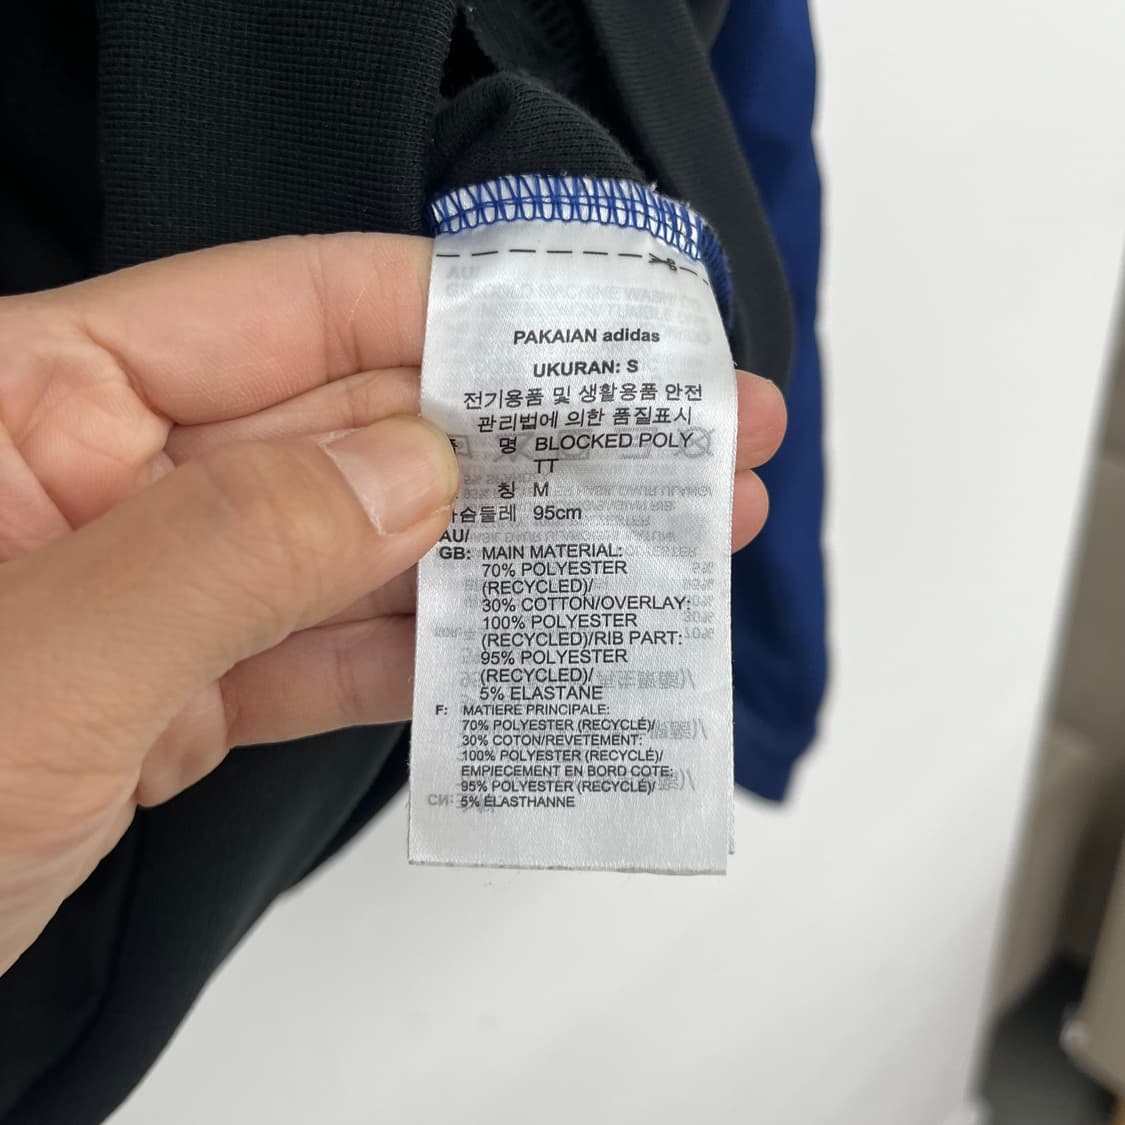 PAKAIAN adidas
UKURAN: S
전기용품 및 생활용품 안전
관리법에 의한 품질표시
명 BLOCKED POLY
TT
칭 M
가슴둘레 95cm
AU/
GB: MAIN MATERIAL:
70% POLYESTER
(RECYCLED)/
30% COTTON/OVERLAY:
100% POLYESTER
(RECYCLED)/RIB PART:
95% POLYESTER
(RECYCLED)/
5% ELASTANE
F: MATIERE PRINCIPALE:
70% POLYESTER (RECYCLÉ)/
30% COTON/REVETEMENT:
100% POLYESTER (RECYCLÉ)/
EMPIECEMENT EN BORD COTE:
95% POLYESTER (RECYCLÉ)/
5% ÉLASTHANNE